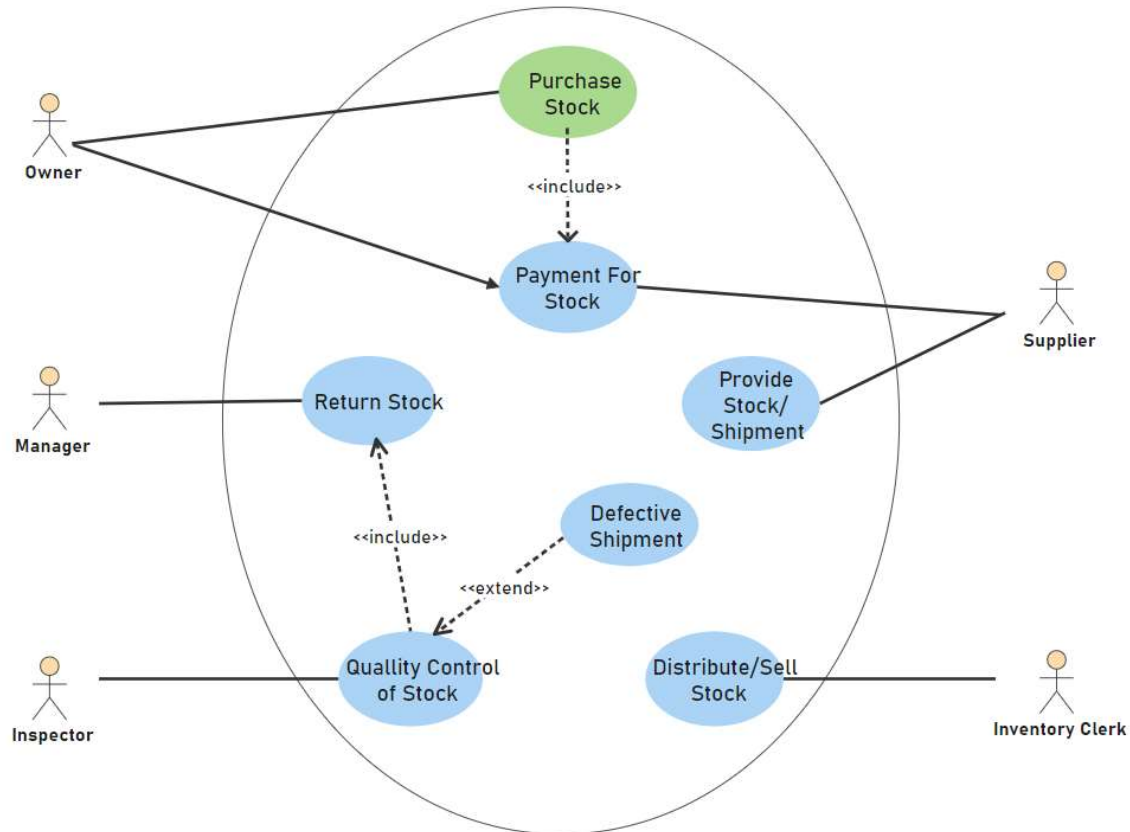 Purchase
Stock
Owner
<<include>>
Payment For
Stock
Supplier
Manager
Return Stock
Provide
Stock/
Shipment
Defective
Shipment
<<include>>
<<extend>>
Inspector
Quallity Control
of Stock
Distribute/Sell
Stock
Inventory Clerk